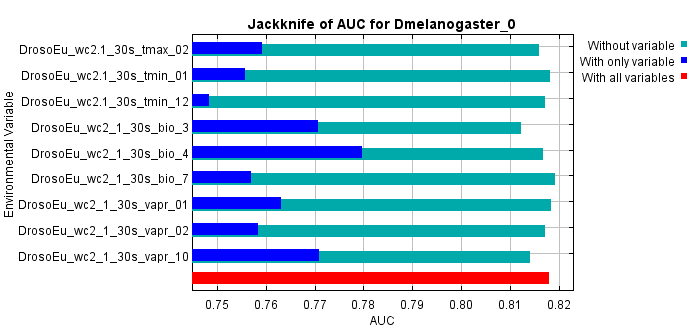 Jackknife of AUC for Dmelanogaster_0
DrosoEu_wc2.1_30s_tmax_02
DrosoEu_wc2.1_30s_tmin_01
DrosoEu_wc2.1_30s_tmin_12
DrosoEu_wc2_1_30s_bio_3
DrosoEu_wc2_1_30s_bio_4
DrosoEu_wc2_1_30s_bio_7
DrosoEu_wc2_1_30s_vapr_01
DrosoEu_wc2_1_30s_vapr_02
DrosoEu_wc2_1_30s_vapr_10
Environmental Variable
0.75 0.76 0.77 0.78 0.79 0.80 0.81 0.82
AUC
Without variable
With only variable
With all variables